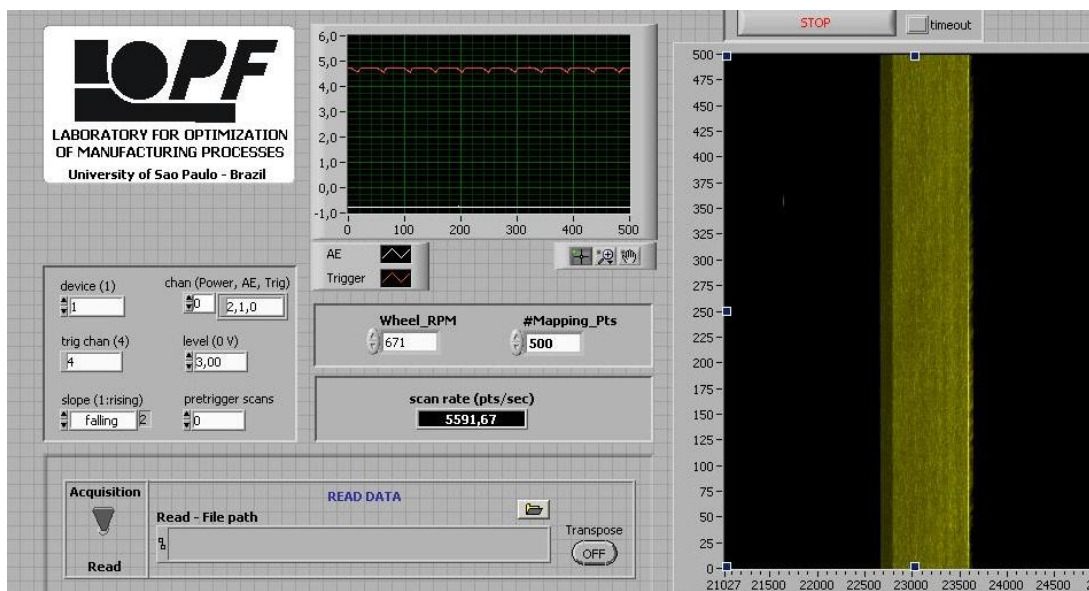 LOPF
LABORATORY FOR OPTIMIZATION
OF MANUFACTURING PROCESSES
University of Sao Paulo - Brazil
6,0
5,0
4,0
3,0
2,0
1,0
0,0
-1,0
0 100 200 300 400 500
AE
Trigger
STOP
timeout
device (1)
1
chan (Power, AE, Trig)
0 2,1,0
trig chan (4)
4
level (0 V)
3,00
slope (1:rising)
falling 2
pretrigger scans
0
Wheel_RPM
671
#Mapping_Pts
500
scan rate (pts/sec)
5591,67
Acquisition
Read
READ DATA
Read - File path
Transpose
OFF
500
475
450
425
400
375
350
325
300
275
250
225
200
175
150
125
100
75
50
25
0
21027 21500 22000 22500 23000 23500 24000 24500